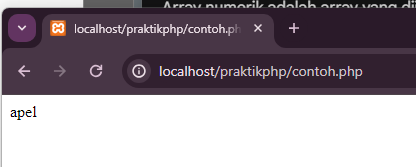 Array numerik adalah array yang di
localhost/praktikphp/contoh.ph
localhost/praktikphp/contoh.php
apel